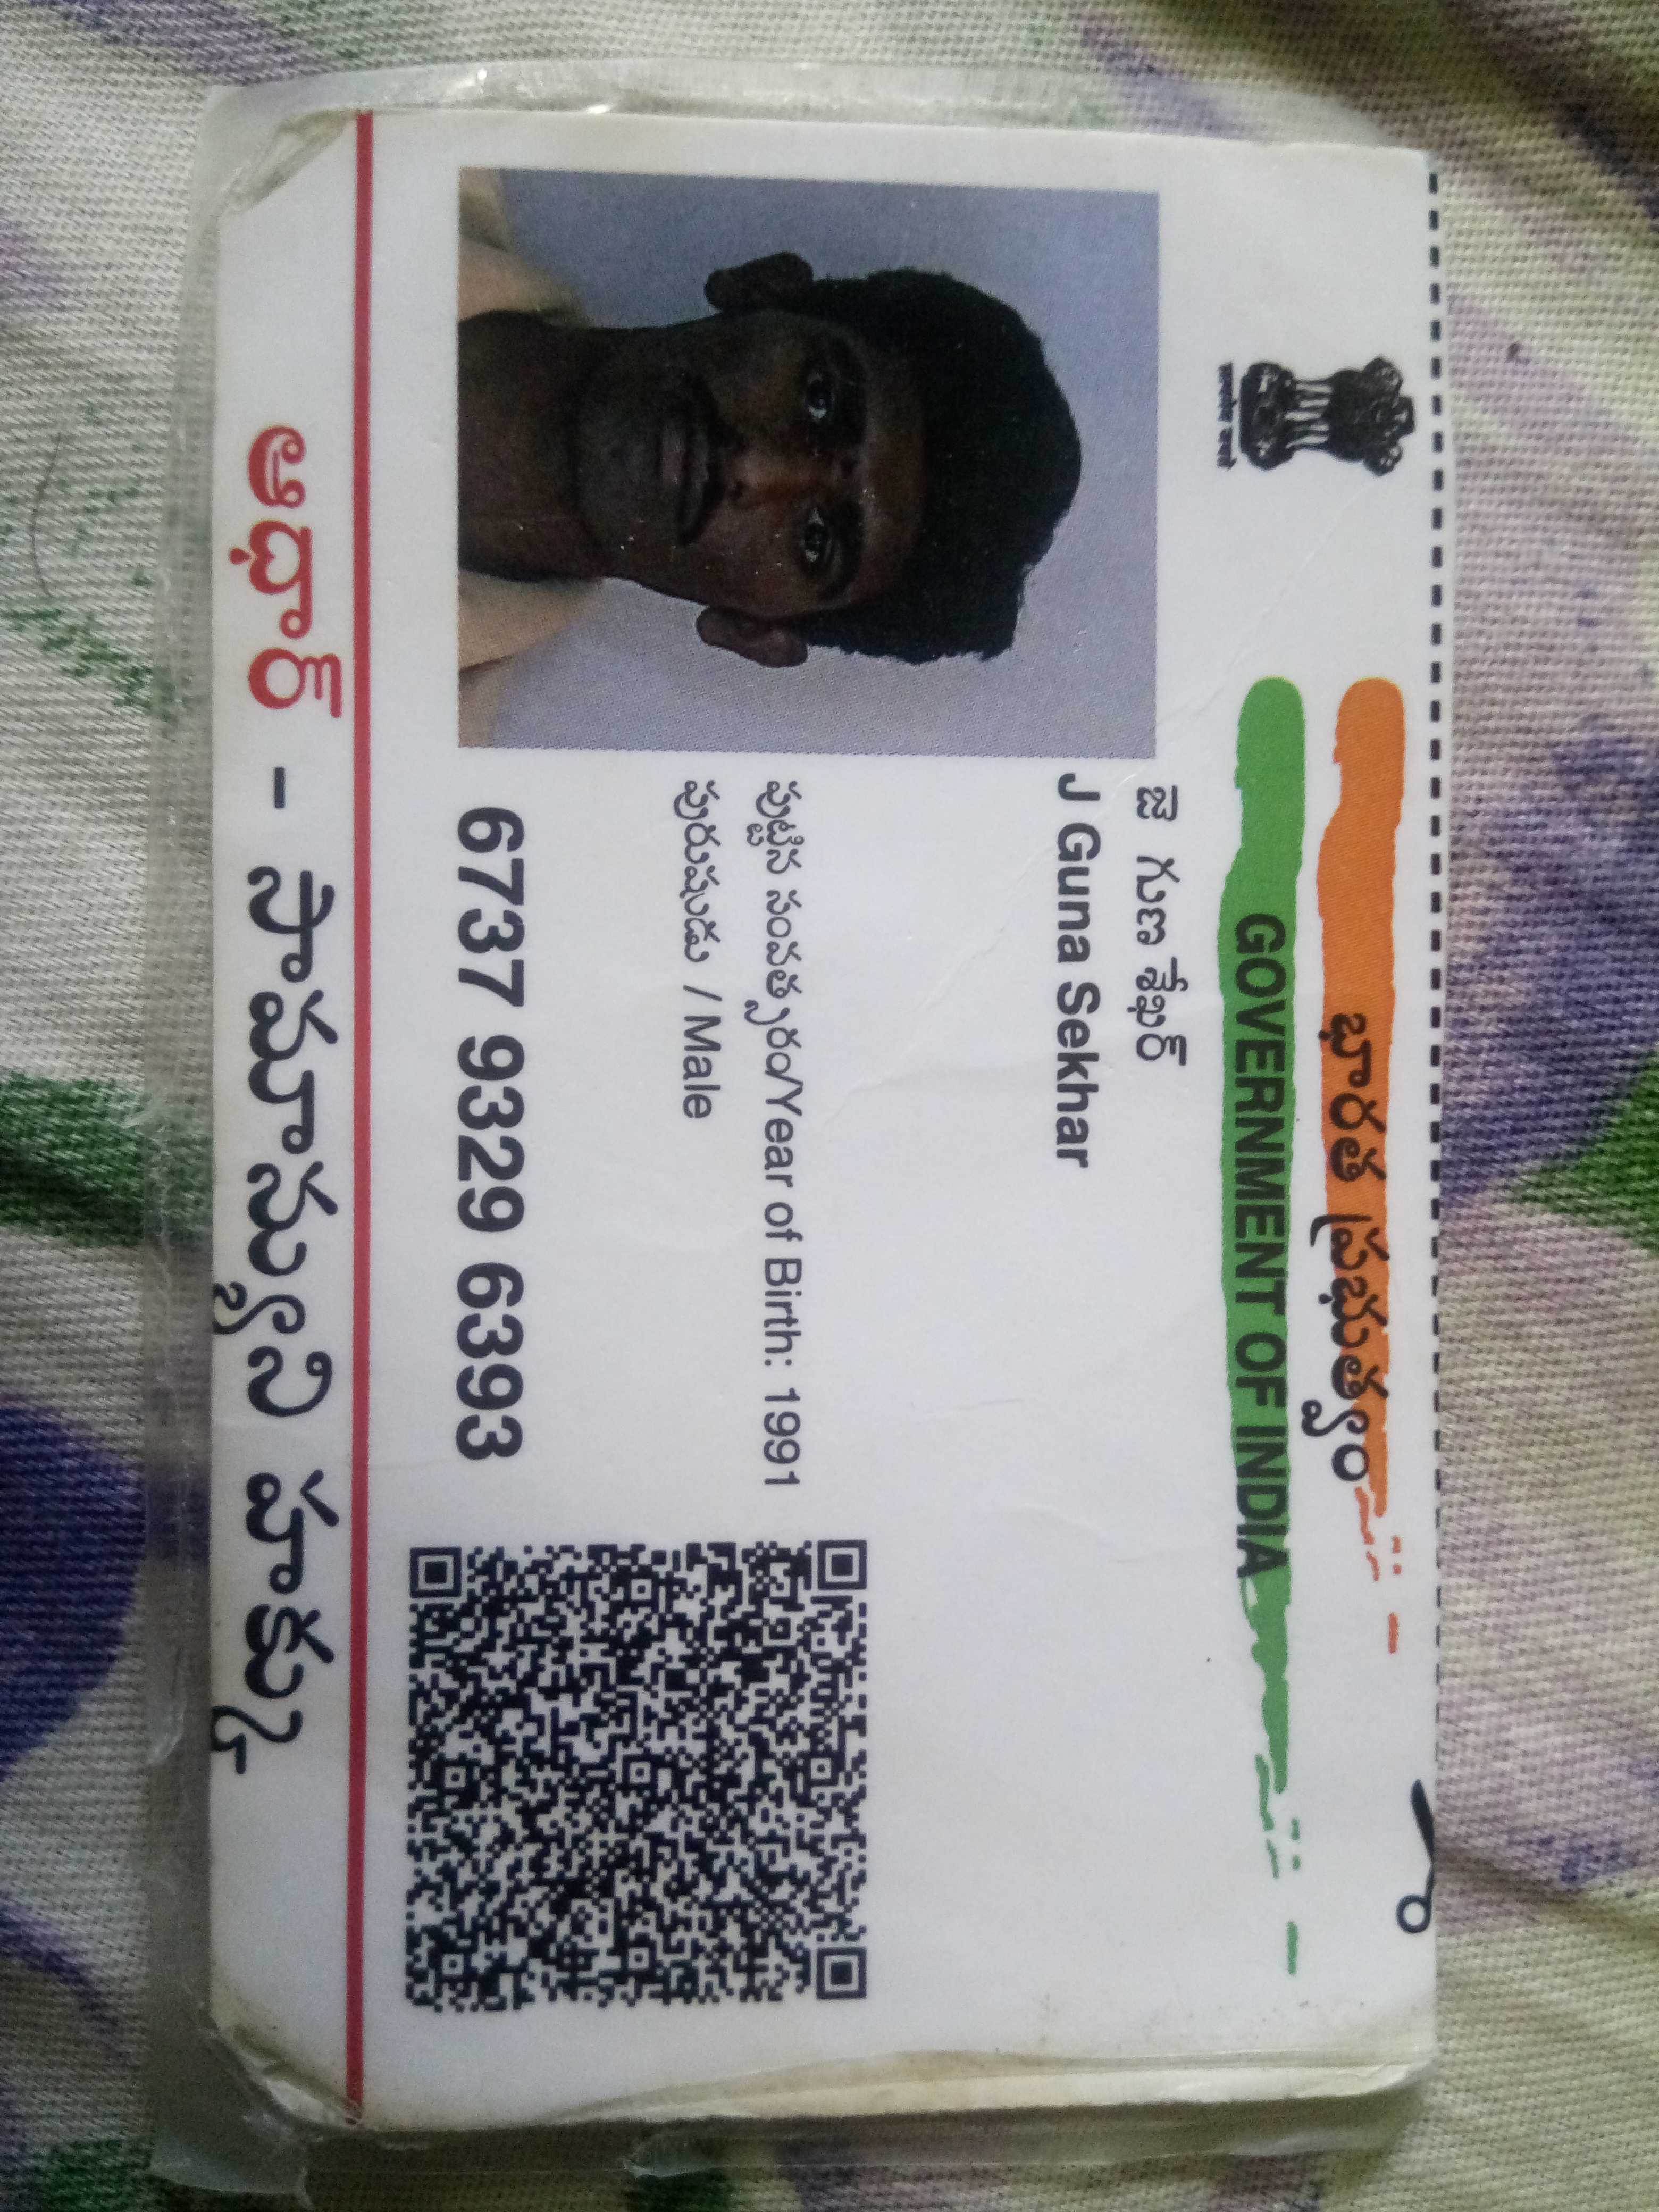 భారత ప్రభుత్వం
GOVERNMENT OF INDIA
జె గుణ శేఖర్
J Guna Sekhar
పుట్టిన సంవత్సరం/Year of Birth: 1991
పురుషుడు / Male
6737 9329 6393
ఆధార్ - సామాన్యుని హక్కు